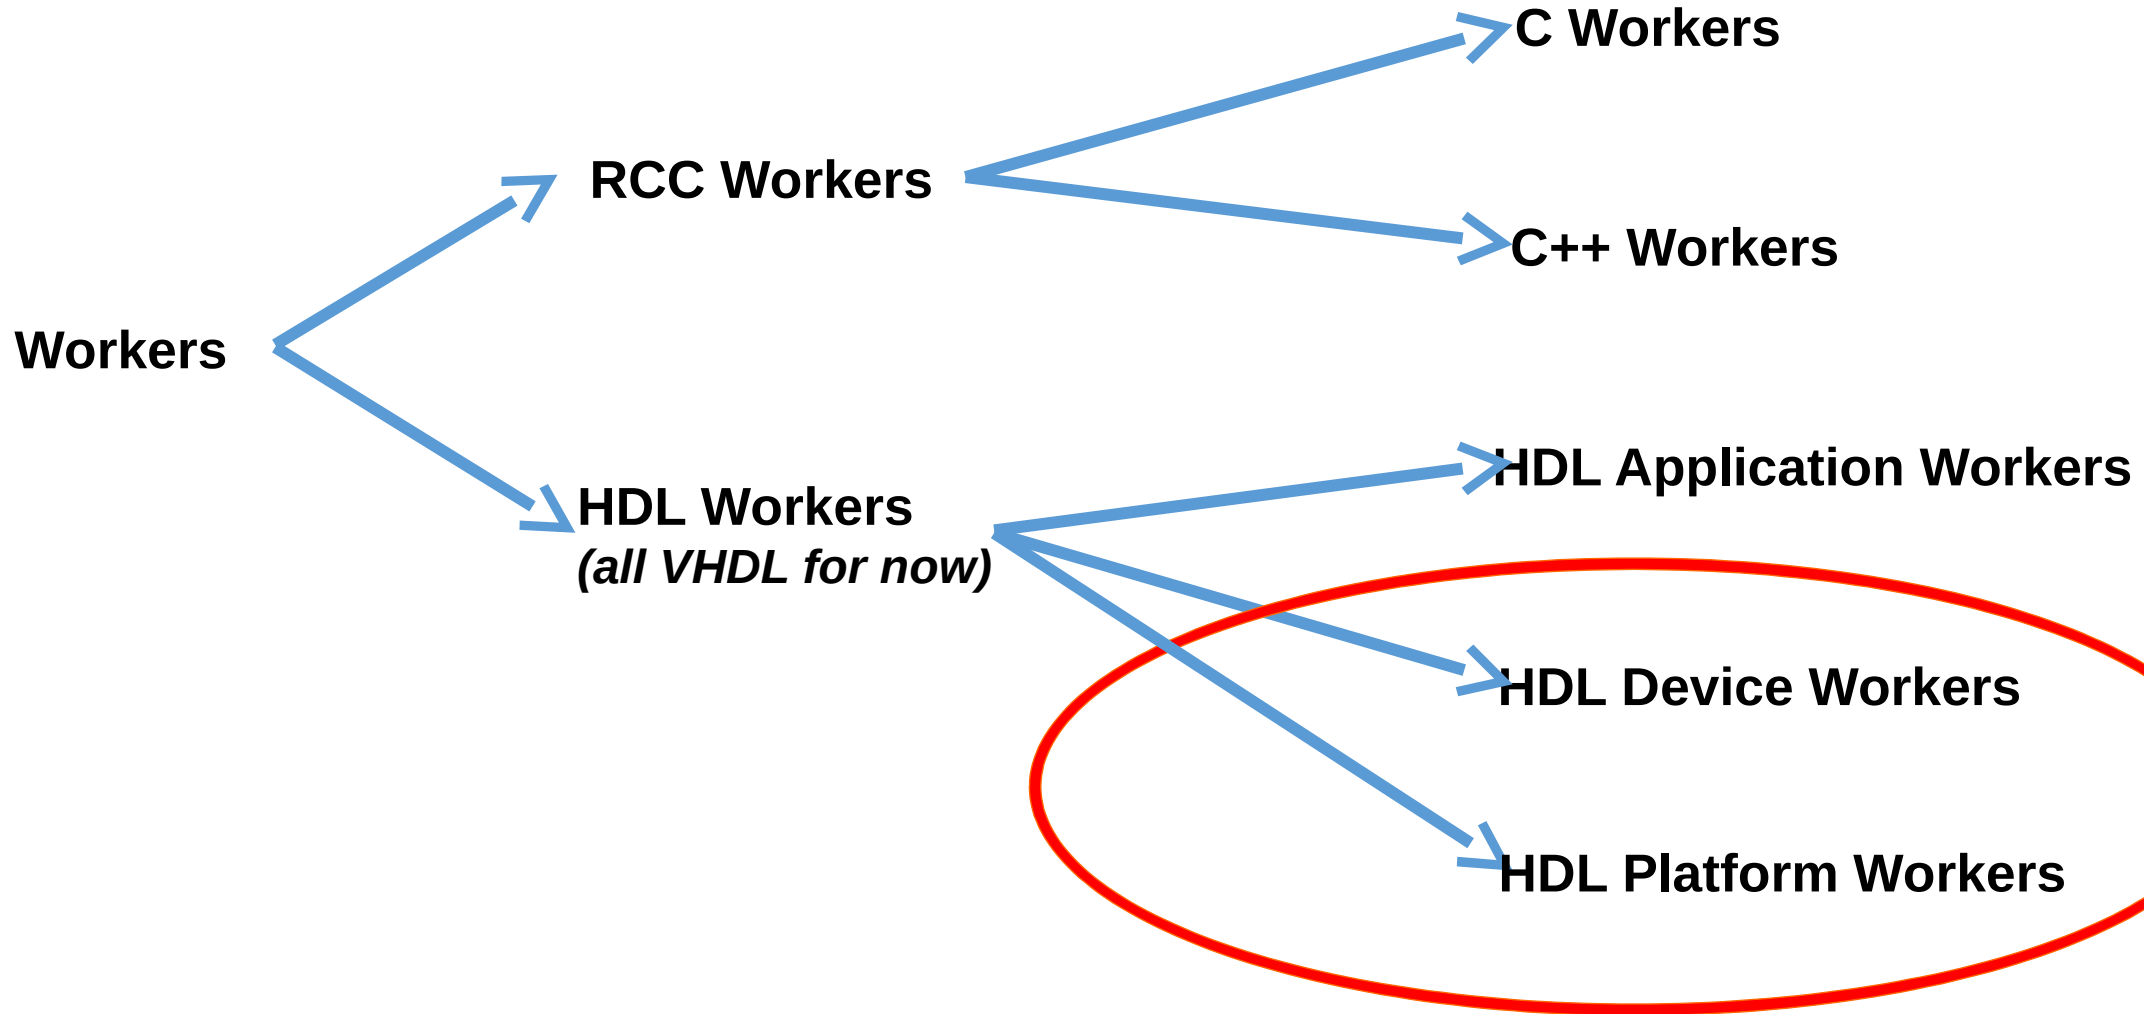 C Workers
RCC Workers
C++ Workers
Workers
HDL Application Workers
HDL Workers
(all VHDL for now)
HDL Device Workers
HDL Platform Workers